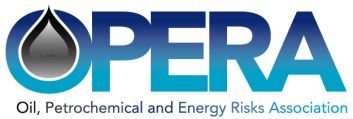 OPERA
Oil, Petrochemical and Energy Risks Association